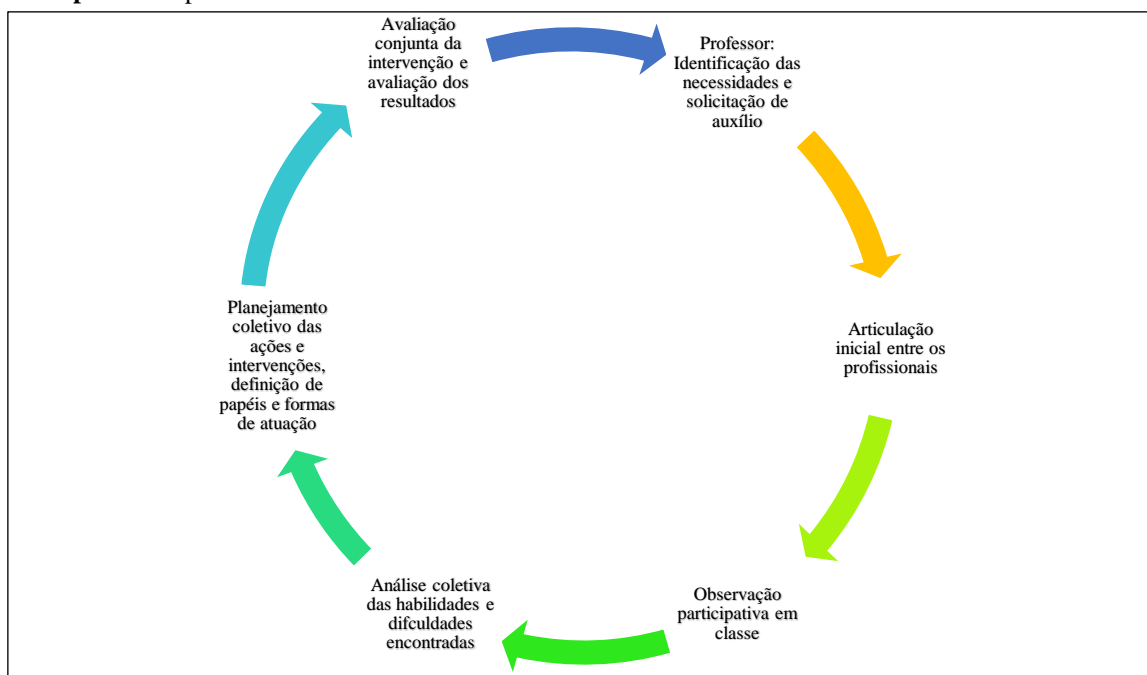 Avaliação
conjunta da
intervenção e
avaliação dos
resultados
Professor:
Identificação das
necessidades e
solicitação de
auxílio
Articulação
inicial entre os
profissionais
Observação
participativa em
classe
Análise coletiva
das habilidades e
difculdades
encontradas
Planejamento
coletivo das
ações e
intervenções,
definição de
papéis e formas
de atuação